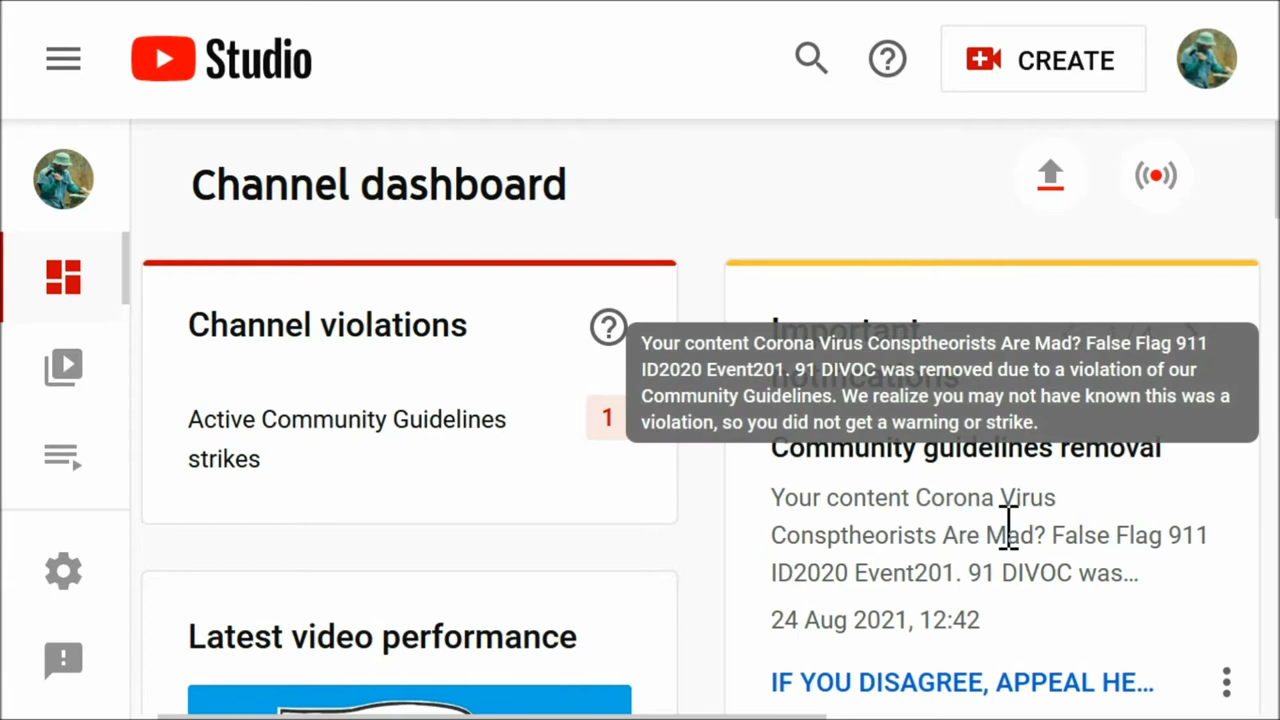 Studio
CREATE
Channel dashboard
Channel violations
Active Community Guidelines
strikes
1
Your content Corona Virus Consptheorists Are Mad? False Flag 911
ID2020 Event201. 91 DIVOC was removed due to a violation of our
Community Guidelines. We realize you may not have known this was a
violation, so you did not get a warning or strike.
Important
notifications
Community guidelines removal
Your content Corona Virus
Consptheorists Are Mad? False Flag 911
ID2020 Event201. 91 DIVOC was…
24 Aug 2021, 12:42
IF YOU DISAGREE, APPEAL HE…
Latest video performance